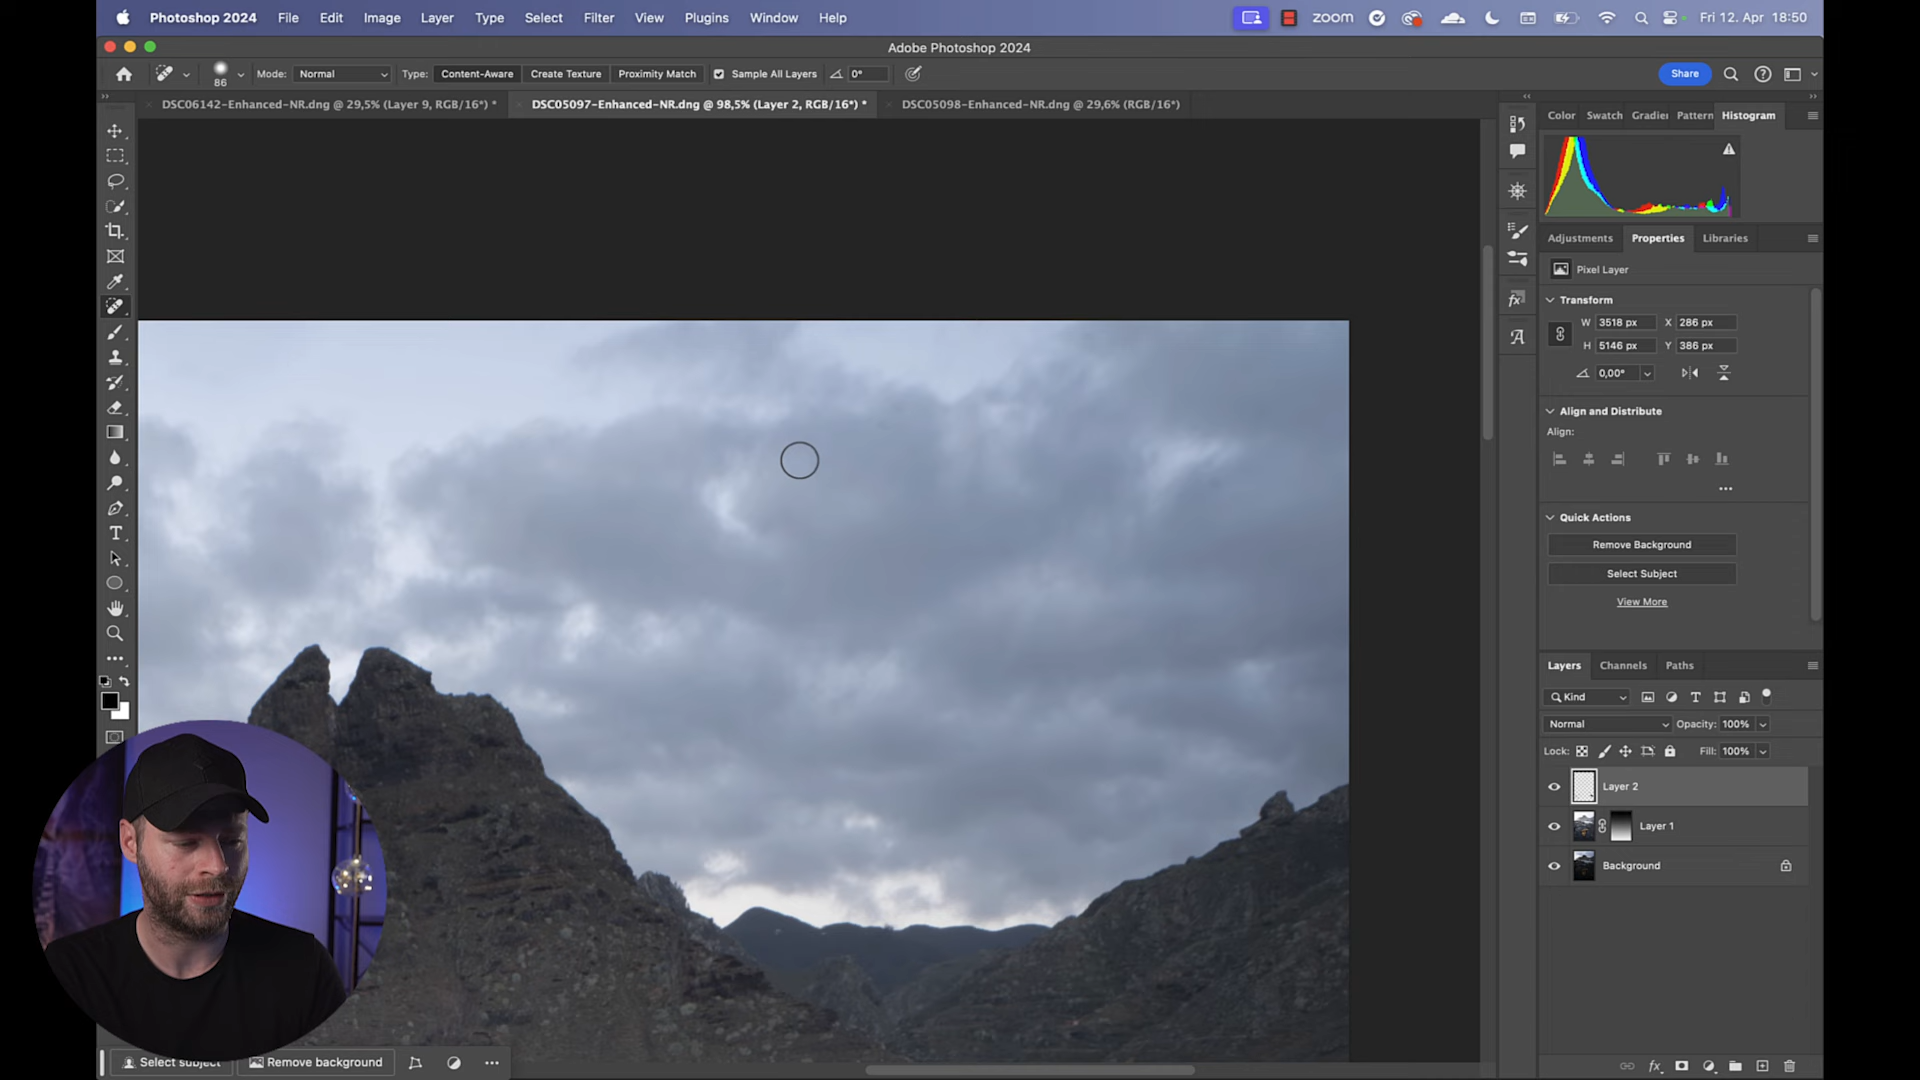 Photoshop 2024 File Edit Image Layer Type Select Filter View Plugins Window Help zoom Fri 12. Apr 18:50
Adobe Photoshop 2024
86 Mode: Normal Type: Content-Aware Create Texture Proximity Match Sample All Layers 0° Share
DSC06142-Enhanced-NR.dng @ 29,5% (Layer 9, RGB/16*) * DSC05097-Enhanced-NR.dng @ 98,5% (Layer 2, RGB/16*) * DSC05098-Enhanced-NR.dng @ 29,6% (RGB/16*)
Color Swatch Gradie Pattern Histogram
Adjustments Properties Libraries
Pixel Layer
Transform
W 3518 px X 286 px
H 5146 px Y 386 px
0,00°
Align and Distribute
Align:
Quick Actions
Remove Background
Select Subject
View More
Layers Channels Paths
Kind
Normal Opacity: 100%
Lock: Fill: 100%
Layer 2
Layer 1
Background
Select subject Remove background
fx